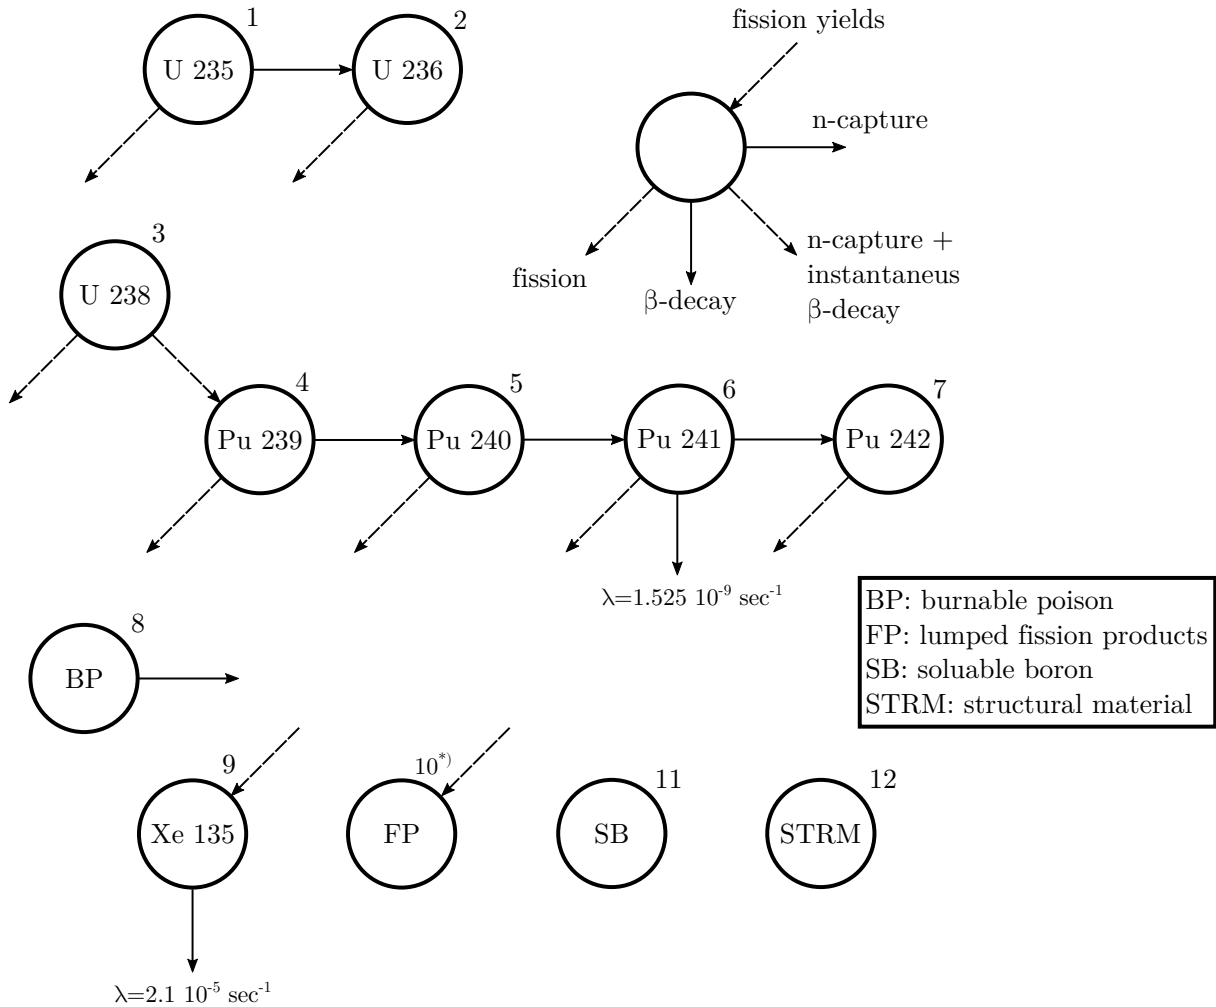 1
2
U 235
U 236
fission yields
n-capture
fission
β-decay
n-capture +
instantaneus
β-decay
3
U 238
4
5
6
7
Pu 239
Pu 240
Pu 241
Pu 242
λ=1.525 10⁻⁹ sec⁻¹
BP: burnable poison
FP: lumped fission products
SB: soluable boron
STRM: structural material
8
BP
9
10*⁾
11
12
Xe 135
FP
SB
STRM
λ=2.1 10⁻⁵ sec⁻¹